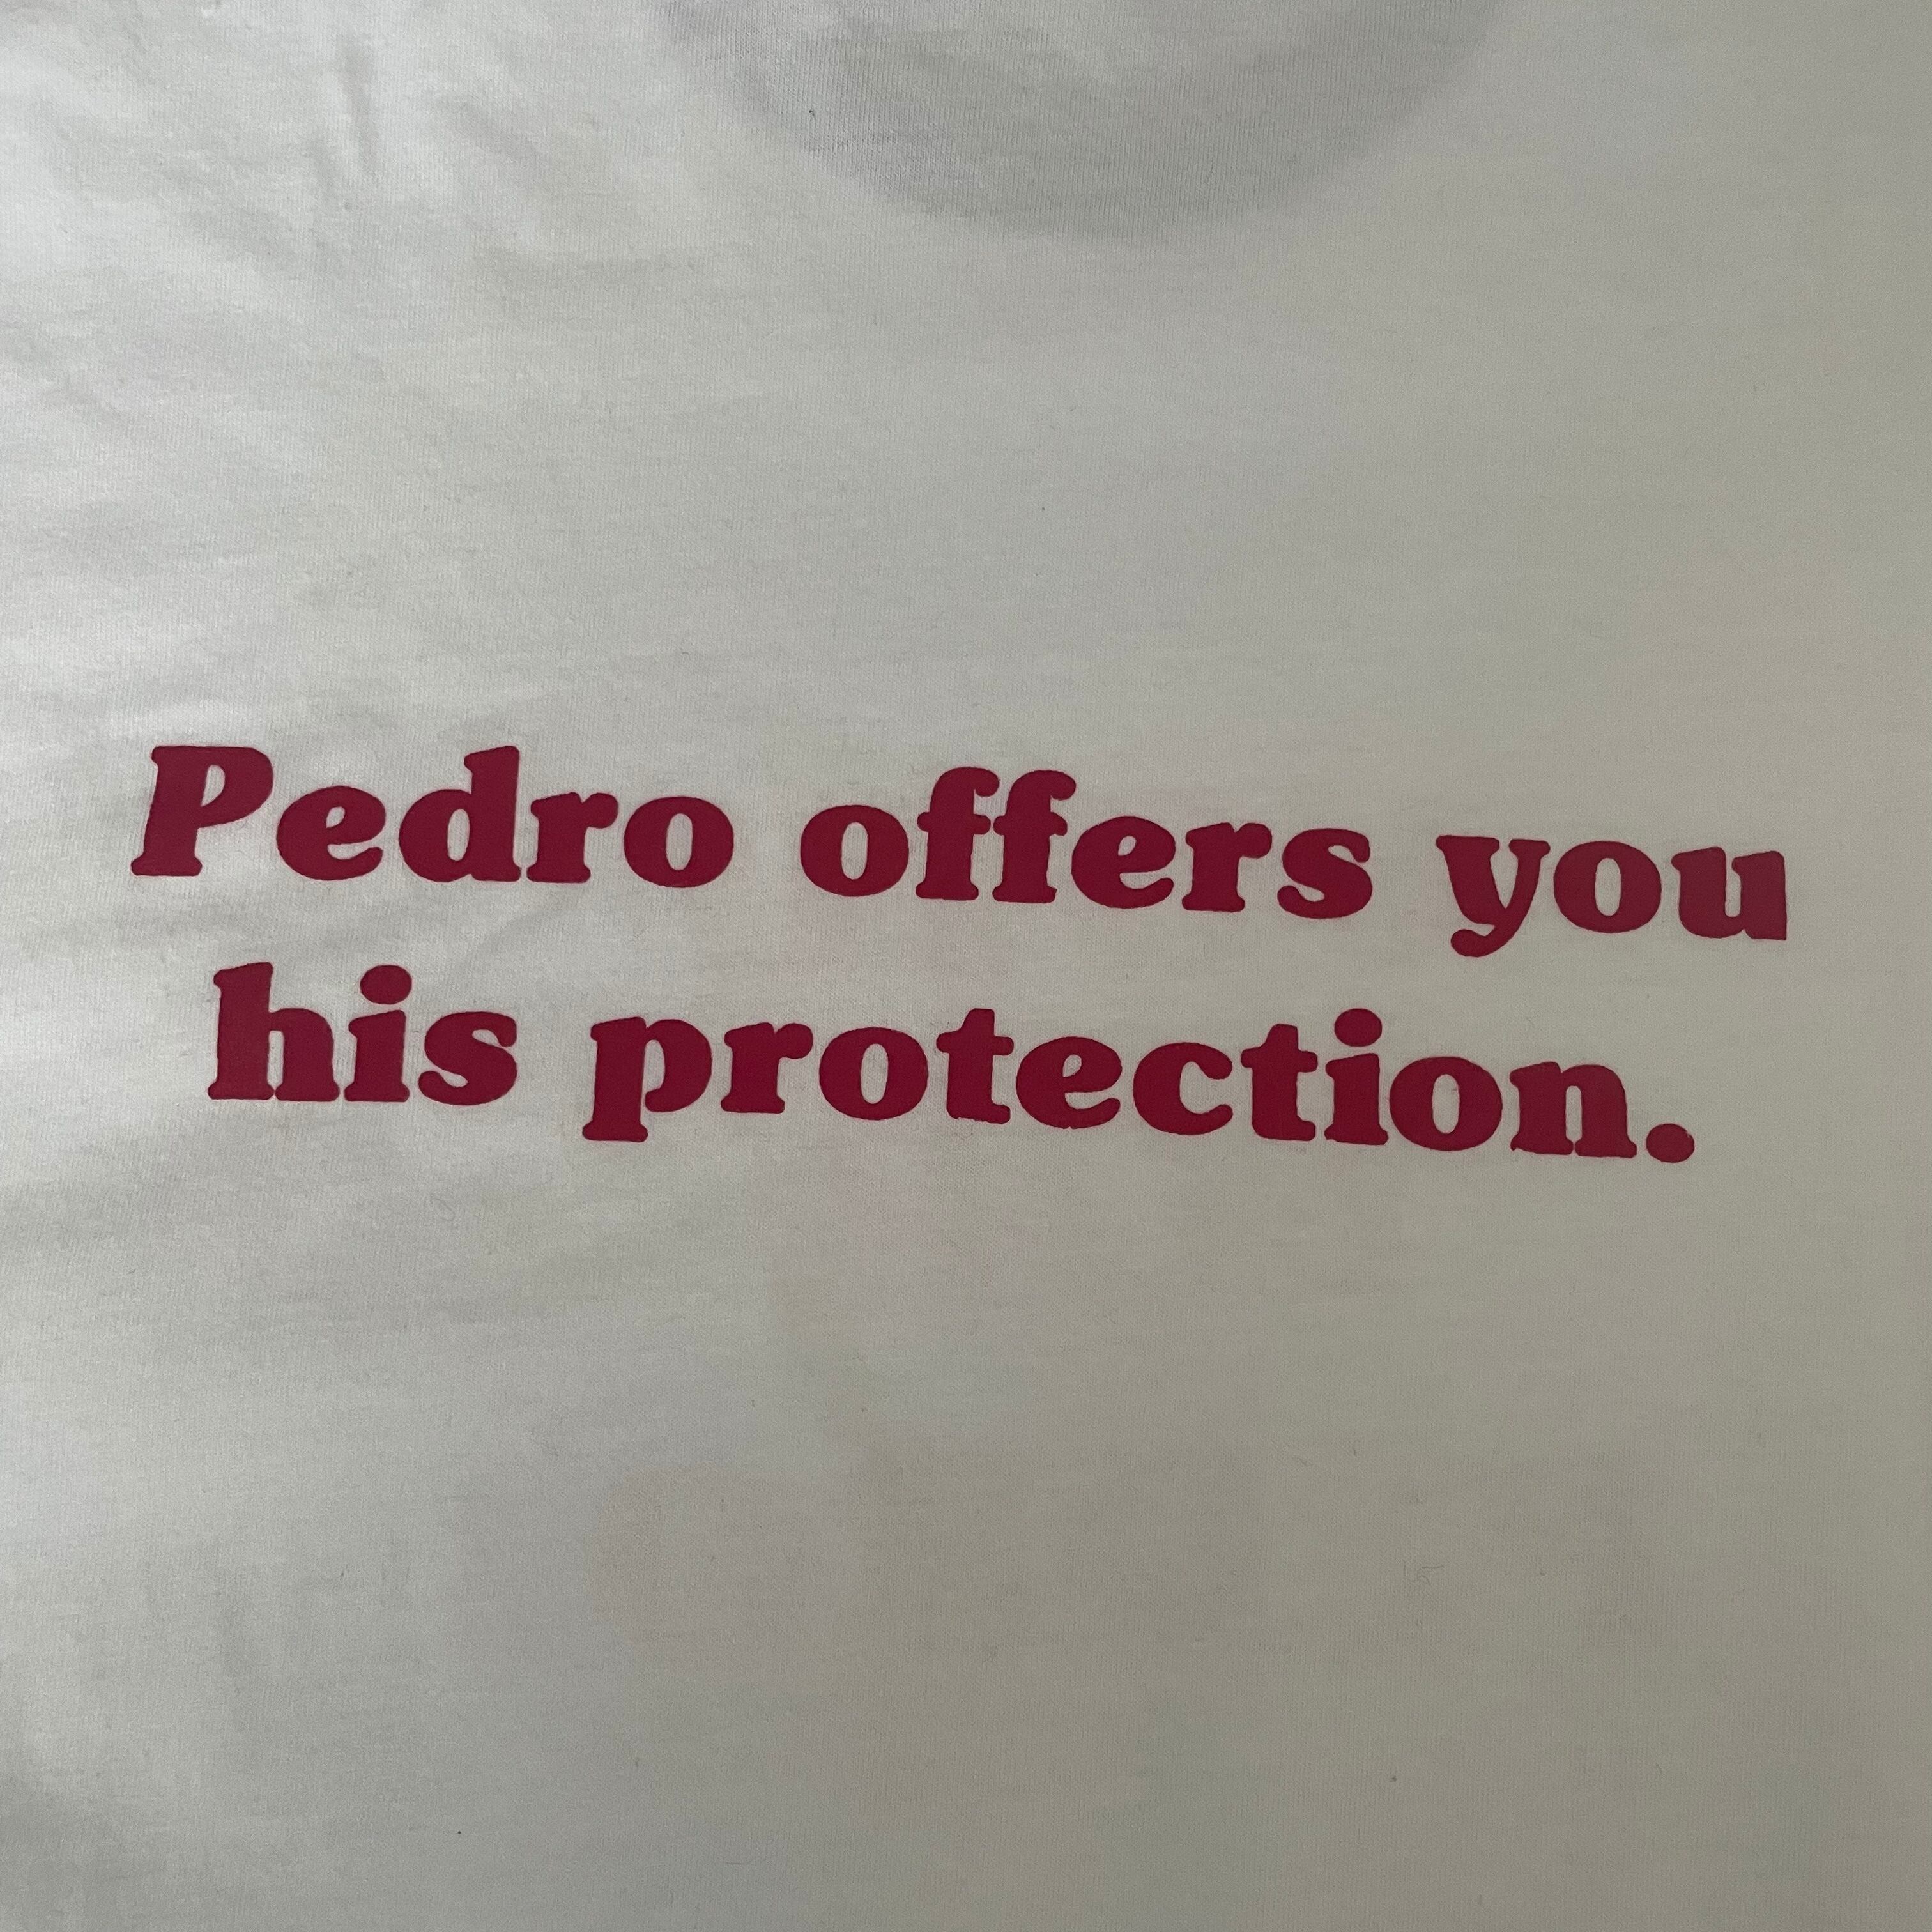 Pedro offers you
his protection.